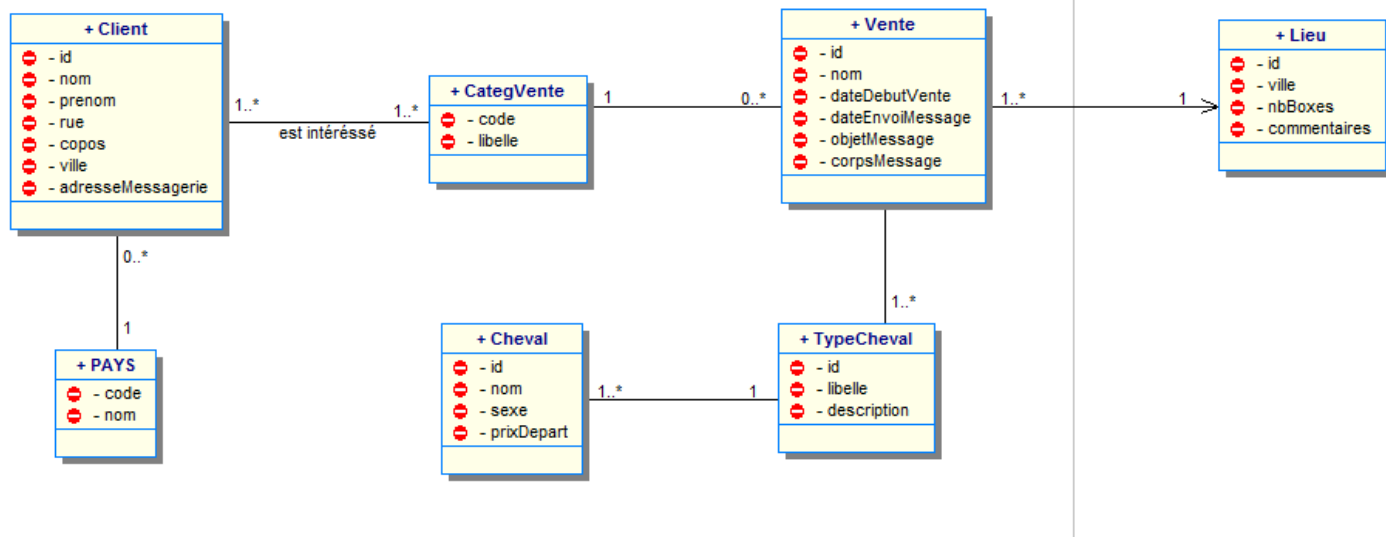 + Client
- id
- nom
- prenom
- rue
- copos
- ville
- adresseMessagerie
1..*
1..*
est intéréssé
+ CategVente
- code
- libelle
1
0..*
+ Vente
- id
- nom
- dateDebutVente
- dateEnvoiMessage
- objetMessage
- corpsMessage
1..*
1
+ Lieu
- id
- ville
- nbBoxes
- commentaires
0..*
1
+ PAYS
- code
- nom
+ Cheval
- id
- nom
- sexe
- prixDepart
1..*
1
1..*
+ TypeCheval
- id
- libelle
- description